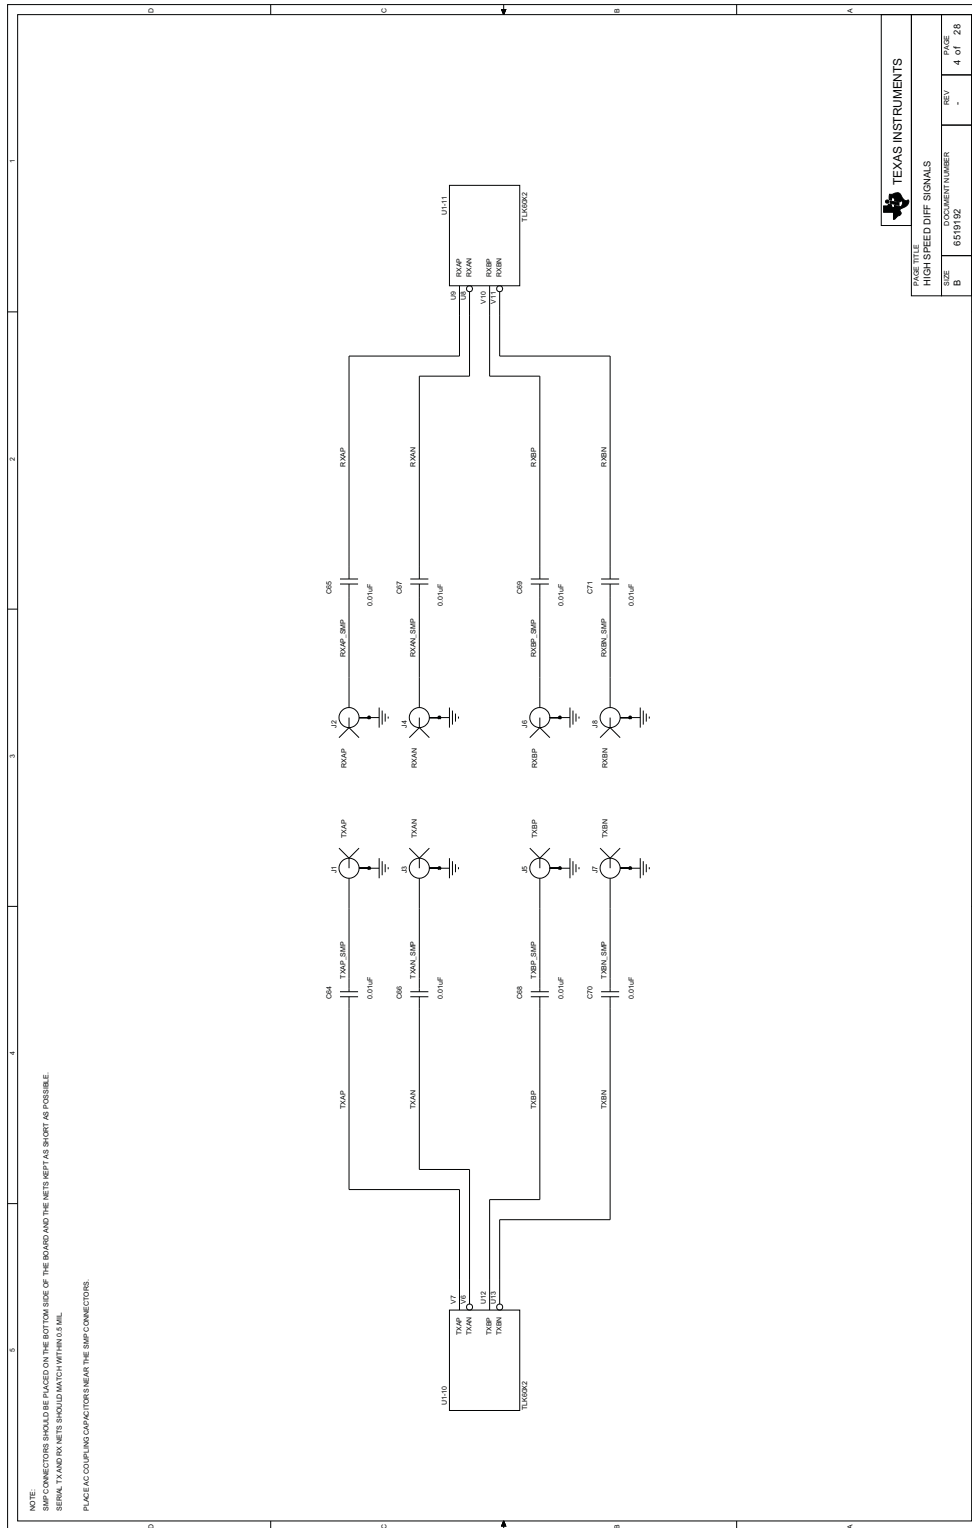 NOTE:
SMP CONNECTORS SHOULD BE PLACED ON THE BOTTOM SIDE OF THE BOARD AND THE NETS KEPT AS SHORT AS POSSIBLE.
SERIAL TX AND RX NETS SHOULD MATCH WITHIN 0.5 MIL.
PLACE AC COUPLING CAPACITORS NEAR THE SMP CONNECTORS.
5
4
3
2
1
D
C
B
A
D
C
B
A
U1-10
TXAP
TXAN
TXBP
TXBN
TLK60X2
V7
V6
U12
U13
TXAP
C64
0.01uF
TXAP_SMP
J1
TXAP
TXAN
C66
0.01uF
TXAN_SMP
J3
TXAN
TXBP
C68
0.01uF
TXBP_SMP
J5
TXBP
TXBN
C70
0.01uF
TXBN_SMP
J7
TXBN
RXAP
J2
RXAP_SMP
C65
0.01uF
RXAP
RXAN
J4
RXAN_SMP
C67
0.01uF
RXAN
RXBP
J6
RXBP_SMP
C69
0.01uF
RXBP
RXBN
J8
RXBN_SMP
C71
0.01uF
RXBN
U9
U8
V10
V11
U1-11
RXAP
RXAN
RXBP
RXBN
TLK60X2
TEXAS INSTRUMENTS
PAGE TITLE
HIGH SPEED DIFF SIGNALS
SIZE
B
DOCUMENT NUMBER
6519192
REV
-
PAGE
4 of 28